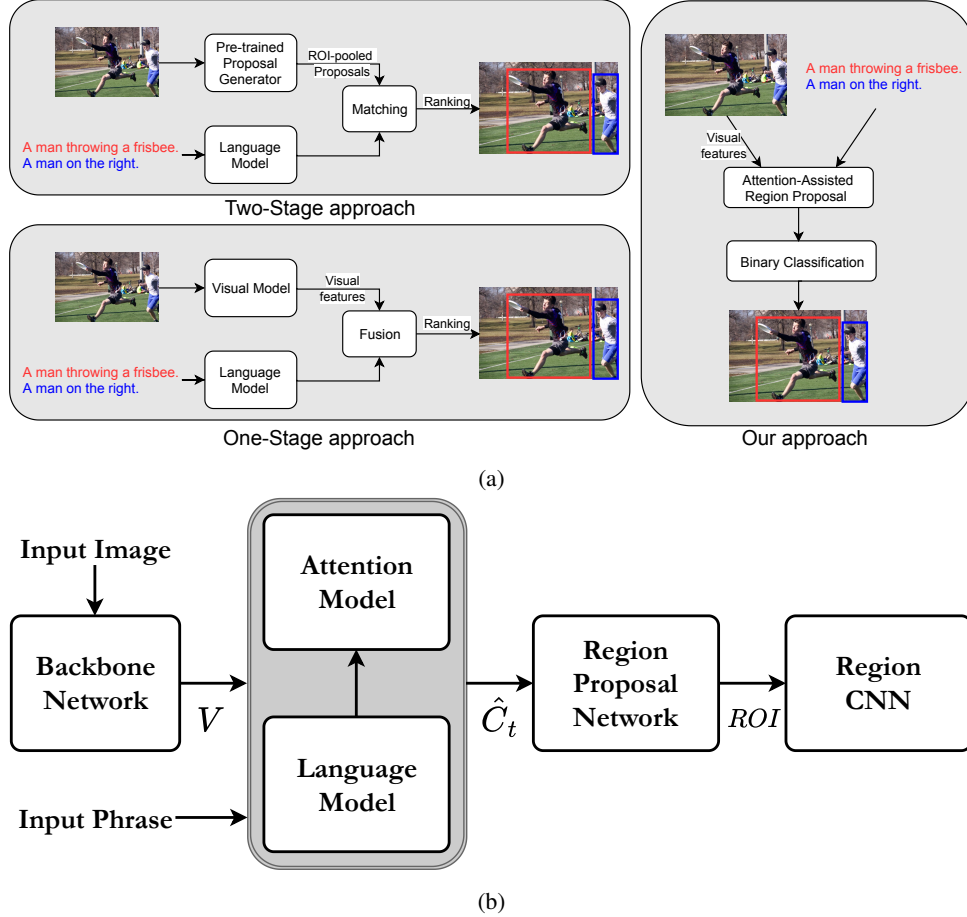 Pre-trained
Proposal
Generator
ROI-pooled
Proposals
Matching
Ranking
A man throwing a frisbee.
A man on the right.
Language
Model
Two-Stage approach
Visual Model
Visual
features
Fusion
Ranking
A man throwing a frisbee.
A man on the right.
Language
Model
One-Stage approach
A man throwing a frisbee.
A man on the right.
Visual
features
Attention-Assisted
Region Proposal
Binary Classification
Our approach
(a)
Input Image
Backbone
Network
V
Input Phrase
Attention
Model
Language
Model
Ĉ_t
Region
Proposal
Network
ROI
Region
CNN
(b)